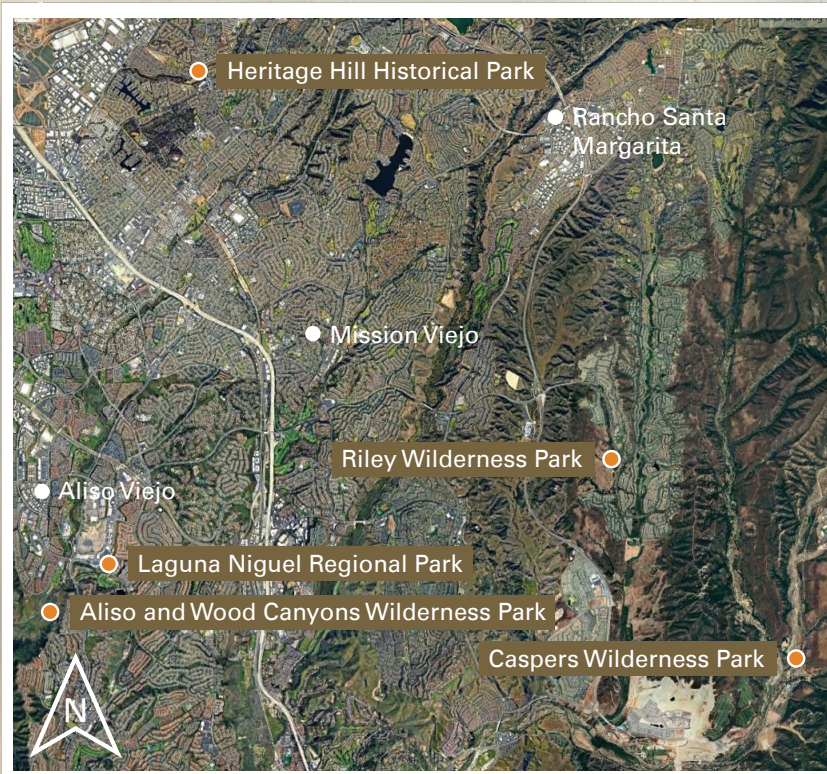 Heritage Hill Historical Park
Rancho Santa
Margarita
Mission Viejo
Riley Wilderness Park
Aliso Viejo
Laguna Niguel Regional Park
Aliso and Wood Canyons Wilderness Park
Caspers Wilderness Park
N